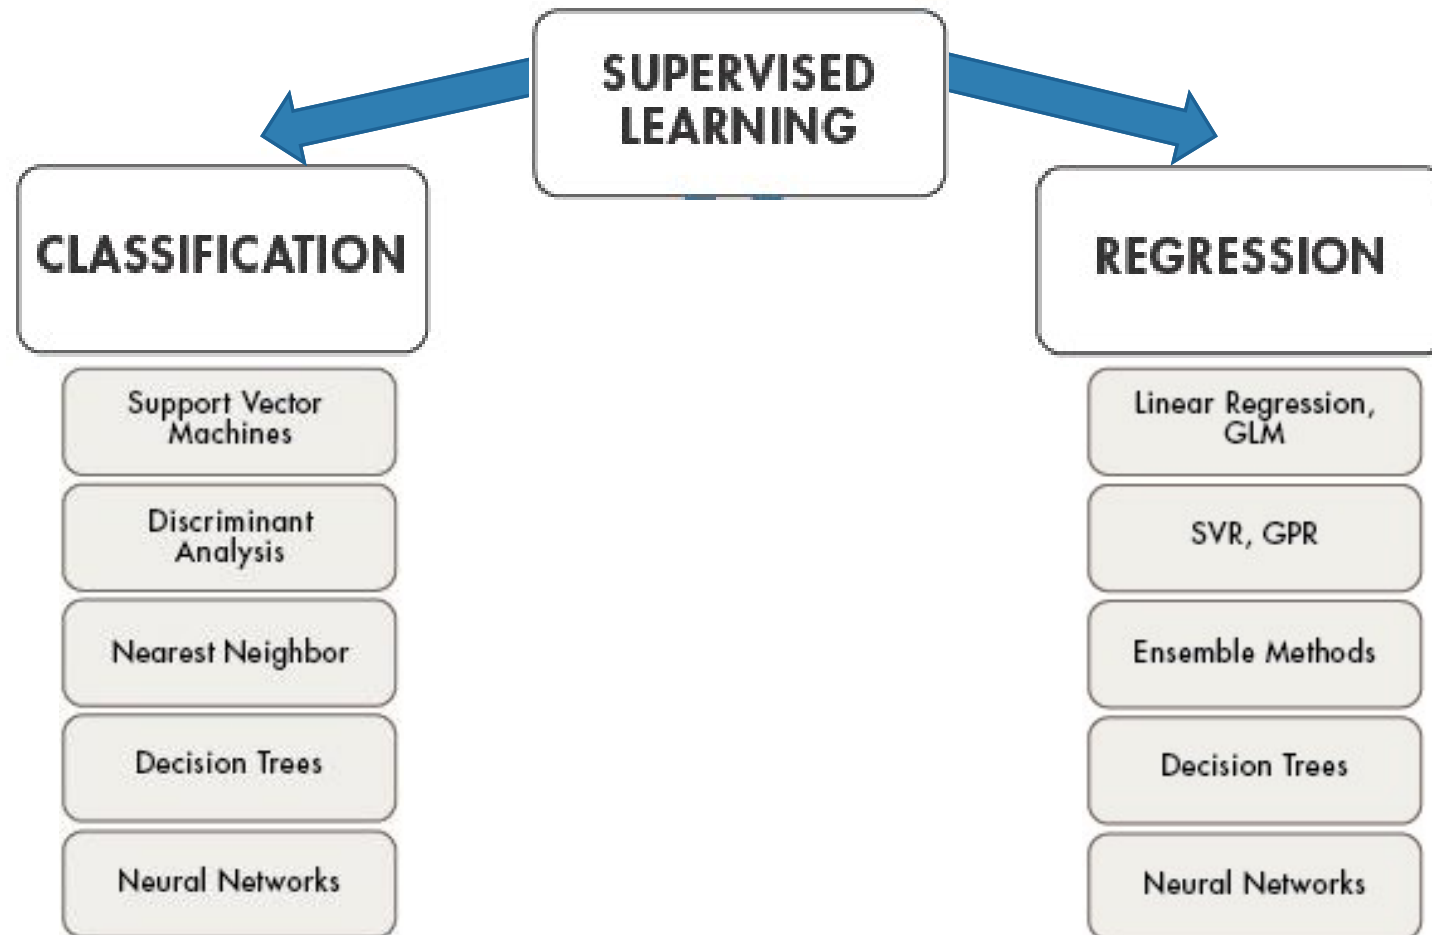 SUPERVISED
LEARNING
CLASSIFICATION
Support Vector
Machines
Discriminant
Analysis
Nearest Neighbor
Decision Trees
Neural Networks
REGRESSION
Linear Regression,
GLM
SVR, GPR
Ensemble Methods
Decision Trees
Neural Networks